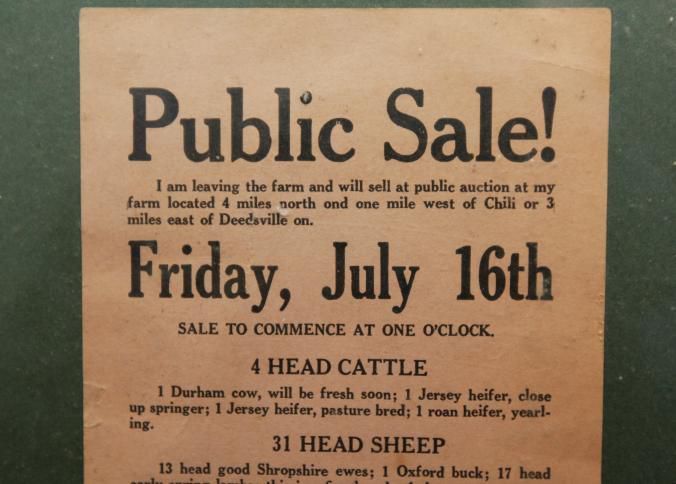 Public Sale!
I am leaving the farm and will sell at public auction at my
farm located 4 miles north ond one mile west of Chili or 3
miles east of Deedsville on.
Friday, July 16th
SALE TO COMMENCE AT ONE O'CLOCK.
4 HEAD CATTLE
1 Durham cow, will be fresh soon; 1 Jersey heifer, close
up springer; 1 Jersey heifer, pasture bred; 1 roan heifer, yearl-
ing.
31 HEAD SHEEP
13 head good Shropshire ewes; 1 Oxford buck; 17 head
early spring lambs